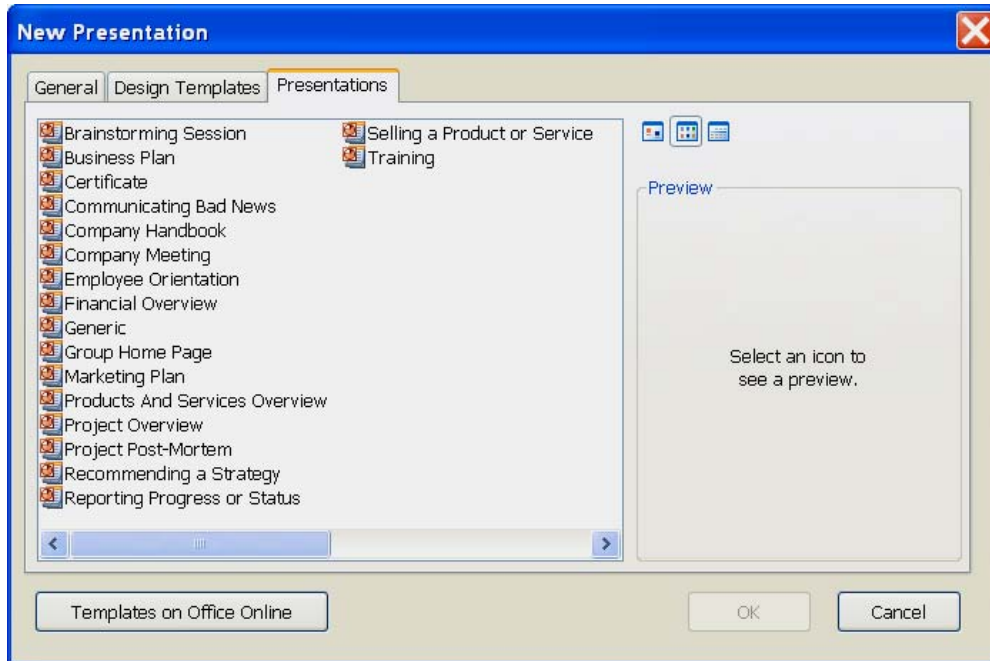 New Presentation
General
Design Templates
Presentations
Brainstorming Session
Business Plan
Certificate
Communicating Bad News
Company Handbook
Company Meeting
Employee Orientation
Financial Overview
Generic
Group Home Page
Marketing Plan
Products And Services Overview
Project Overview
Project Post-Mortem
Recommending a Strategy
Reporting Progress or Status
Selling a Product or Service
Training
Preview
Select an icon to
see a preview.
Templates on Office Online
OK
Cancel